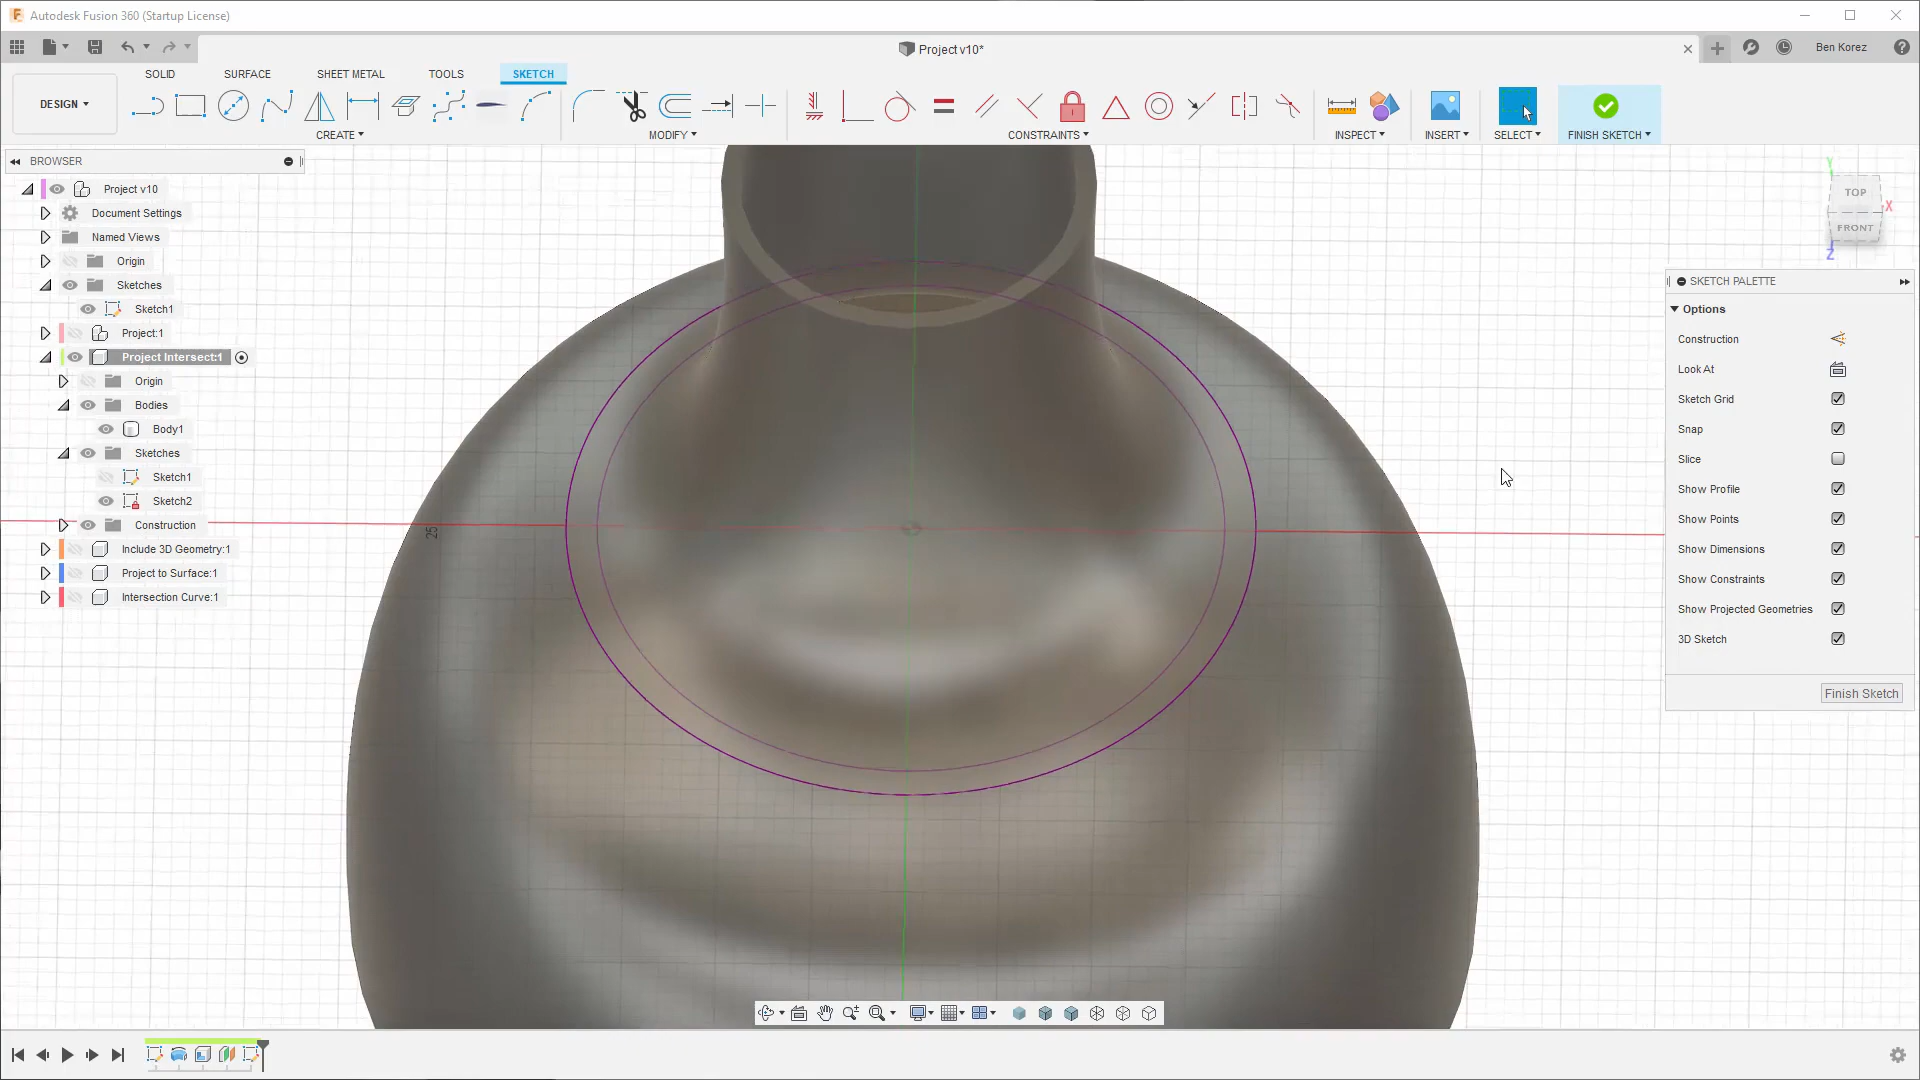 Autodesk Fusion 360 (Startup License)
Project v10*
Ben Korez
SOLID SURFACE SHEET METAL TOOLS SKETCH
DESIGN
CREATE MODIFY CONSTRAINTS INSPECT INSERT SELECT FINISH SKETCH
BROWSER
Project v10
Document Settings
Named Views
Origin
Sketches
Sketch1
Project:1
Project Intersect:1
Origin
Bodies
Body1
Sketches
Sketch1
Sketch2
Construction
Include 3D Geometry:1
Project to Surface:1
Intersection Curve:1
25
Y
TOP
X
FRONT
Z
SKETCH PALETTE
Options
Construction
Look At
Sketch Grid
Snap
Slice
Show Profile
Show Points
Show Dimensions
Show Constraints
Show Projected Geometries
3D Sketch
Finish Sketch